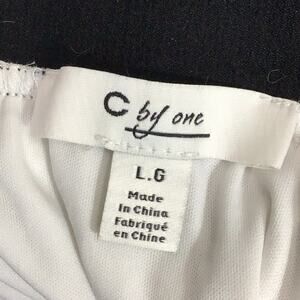 C by one
L.G
Made
In China
Fabriqué
en Chine